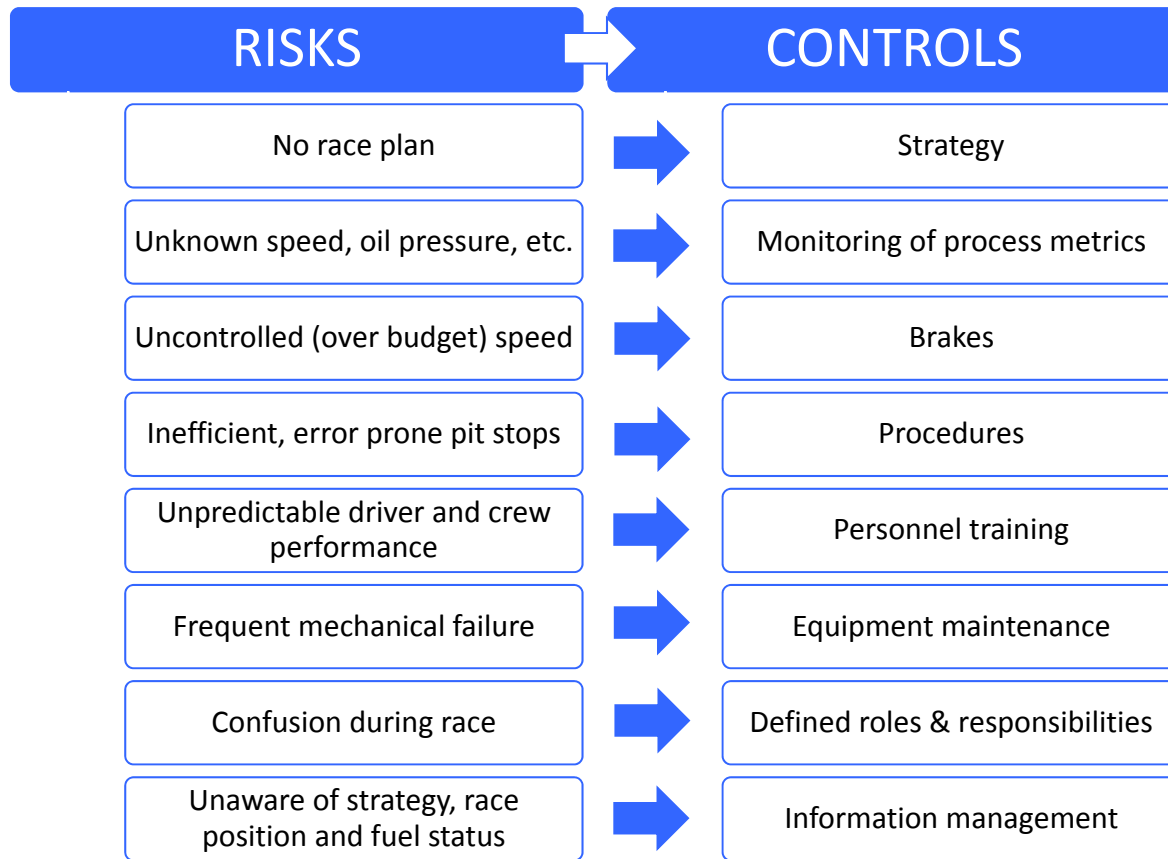 RISKS
CONTROLS
No race plan
Strategy
Unknown speed, oil pressure, etc.
Monitoring of process metrics
Uncontrolled (over budget) speed
Brakes
Inefficient, error prone pit stops
Procedures
Unpredictable driver and crew
performance
Personnel training
Frequent mechanical failure
Equipment maintenance
Confusion during race
Defined roles & responsibilities
Unaware of strategy, race
position and fuel status
Information management